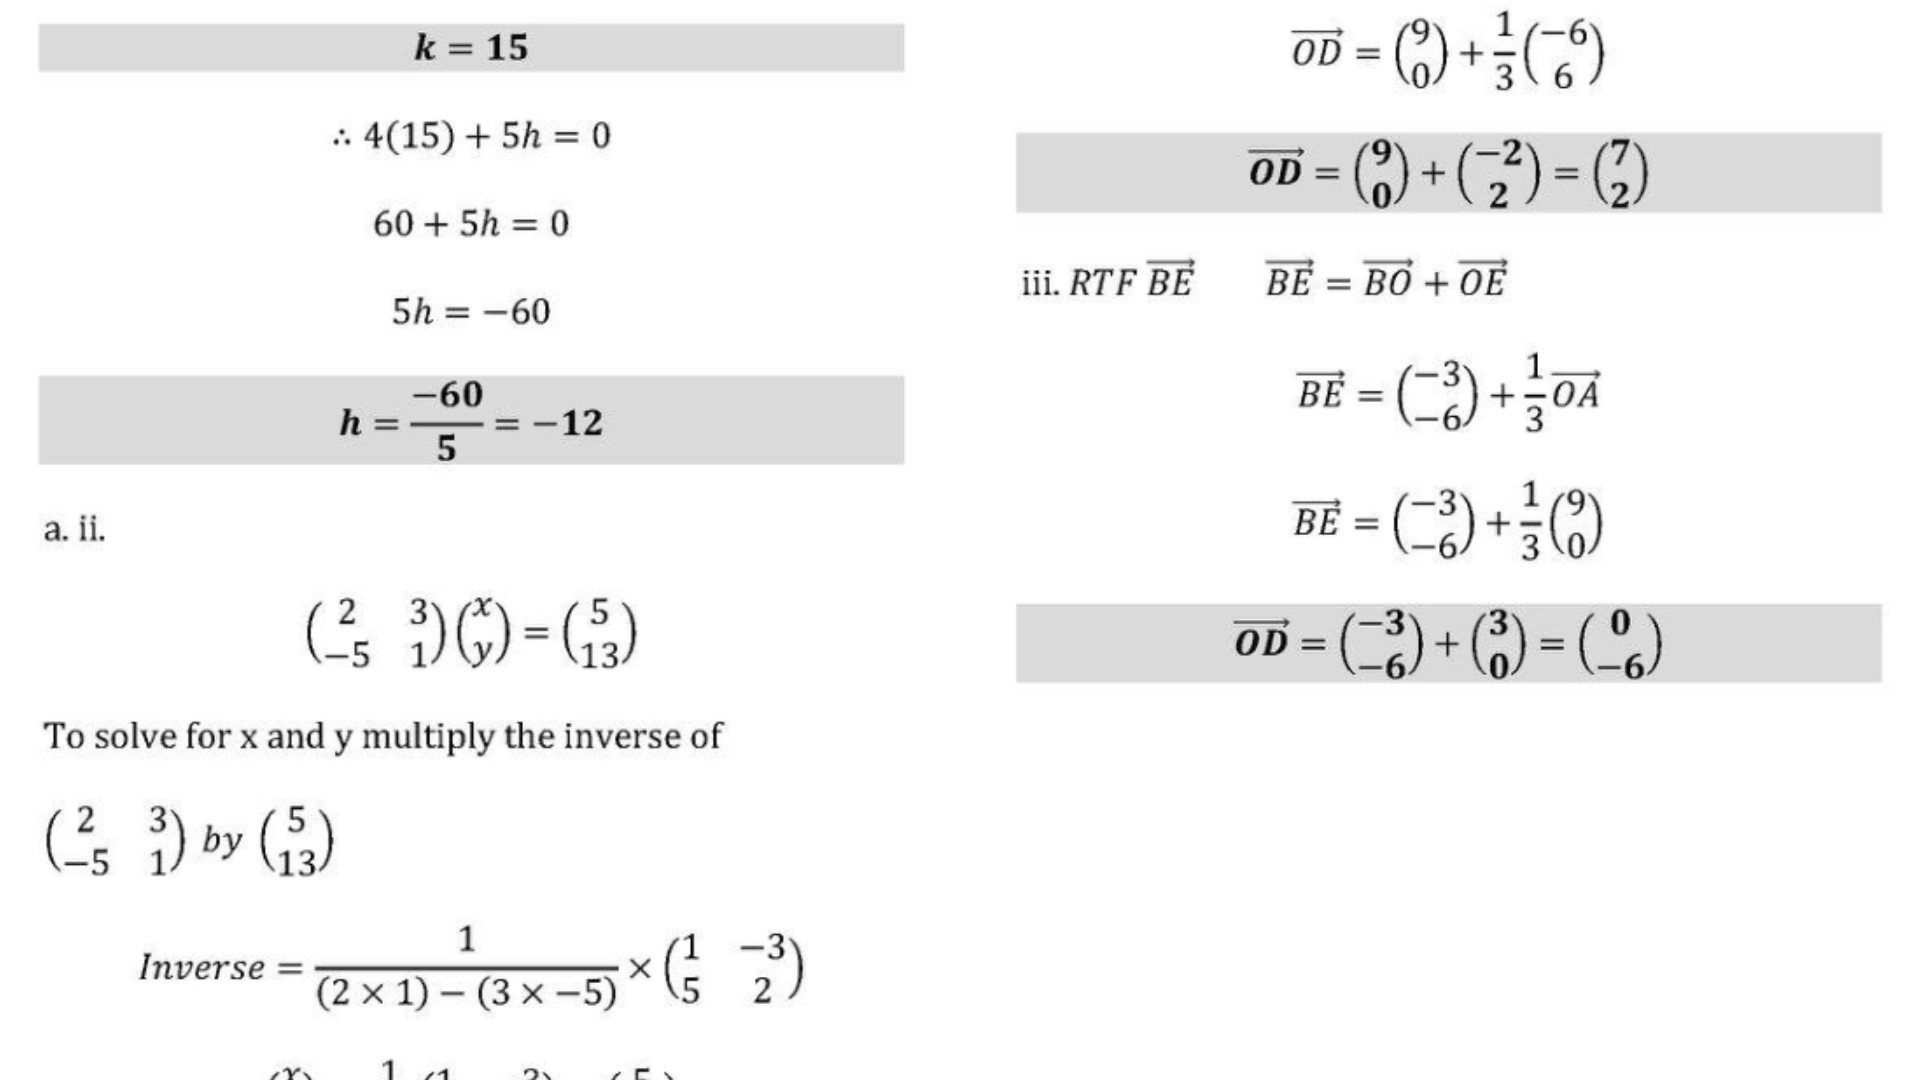 k = 15
∴ 4(15) + 5h = 0
60 + 5h = 0
5h = −60
h = −60/5 = −12
a. ii.
(2 3; −5 1)(x; y) = (5; 13)
To solve for x and y multiply the inverse of
(2 3; −5 1) by (5; 13)
Inverse = 1/((2 × 1) − (3 × −5)) × (1 −3; 5 2)
→OD = (9; 0) + 1/3(−6; 6)
→OD = (9; 0) + (−2; 2) = (7; 2)
iii. RTF →BE →BE = →BO + →OE
→BE = (−3; −6) + 1/3 →OA
→BE = (−3; −6) + 1/3(9; 0)
→OD = (−3; −6) + (3; 0) = (0; −6)